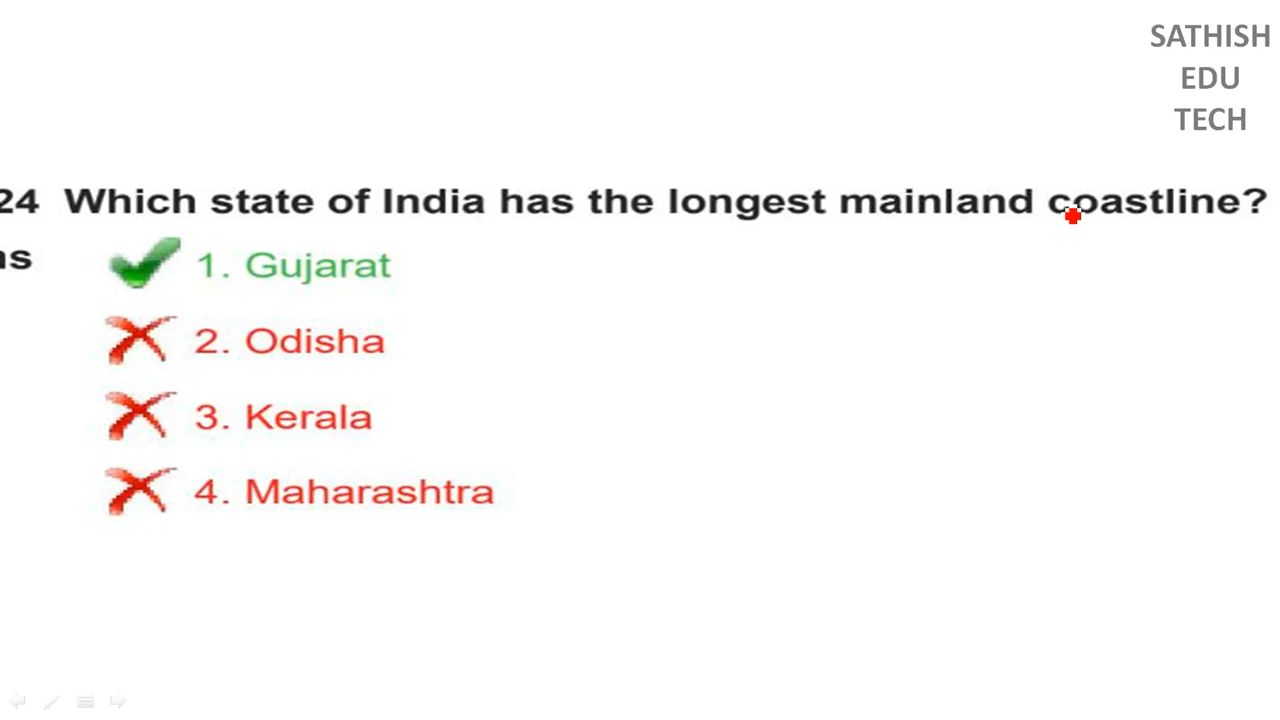 SATHISH
EDU
TECH
24 Which state of India has the longest mainland coastline?
ns
1. Gujarat
2. Odisha
3. Kerala
4. Maharashtra